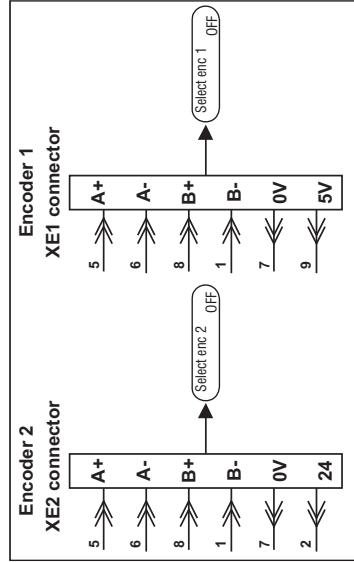 Encoder 1
XE1 connector
5 A+
6 A-
8 B+
1 B-
7 0V
9 5V
Select enc 1
OFF
Encoder 2
XE2 connector
5 A+
6 A-
8 B+
1 B-
7 0V
2 24
Select enc 2
OFF